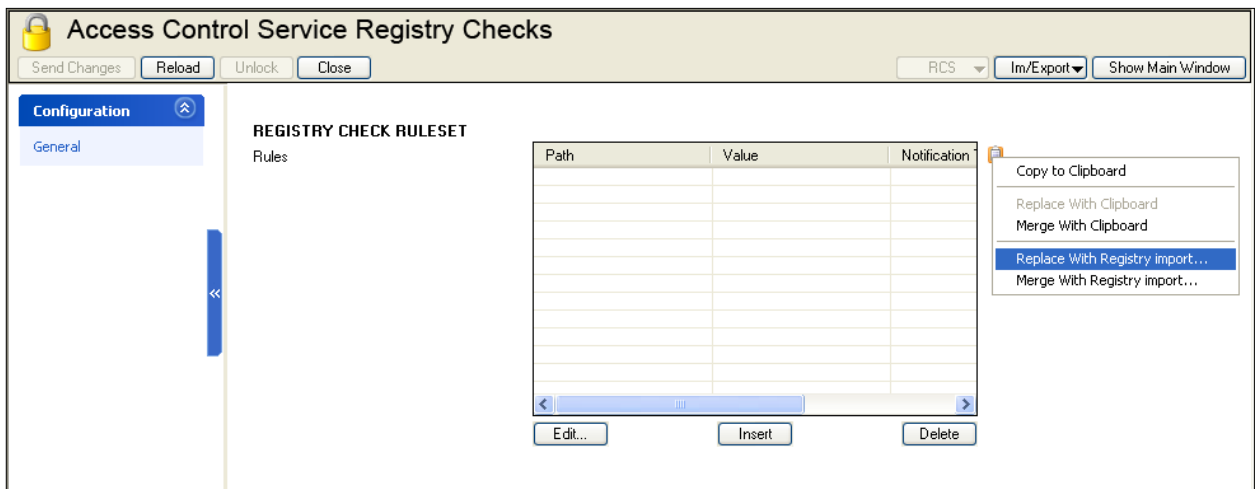 Access Control Service Registry Checks
Send Changes Reload Unlock Close RCS Im/Export Show Main Window
Configuration
General
REGISTRY CHECK RULESET
Rules
Path Value Notification T
Copy to Clipboard
Replace With Clipboard
Merge With Clipboard
Replace With Registry import...
Merge With Registry import...
Edit... Insert Delete